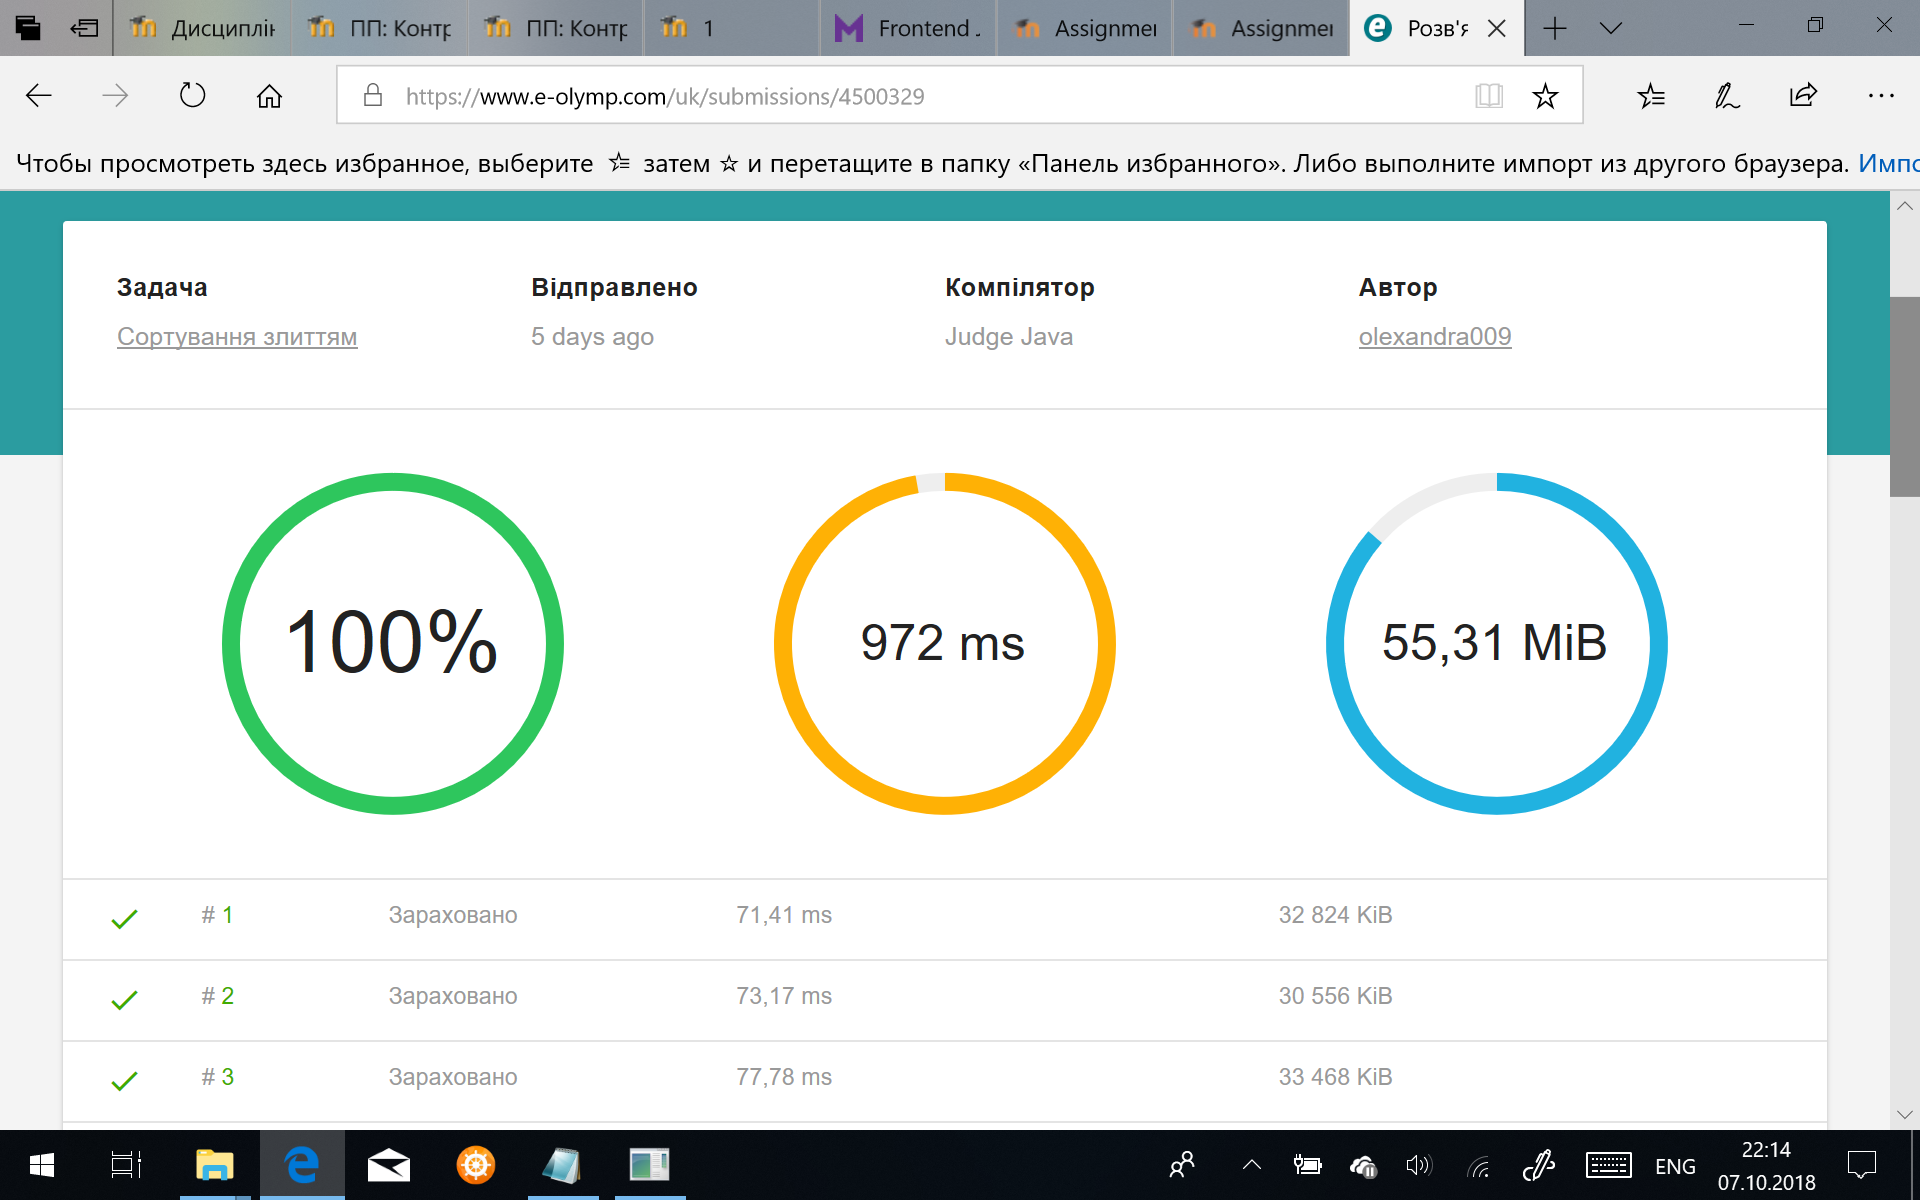 Дисциплін
ПП: Контр
ПП: Контр
1
Frontend
Assignmen
Assignmen
Розв'я
https://www.e-olymp.com/uk/submissions/4500329
Чтобы просмотреть здесь избранное, выберите затем ☆ и перетащите в папку «Панель избранного». Либо выполните импорт из другого браузера. Импо
Задача
Відправлено
Компілятор
Автор
Сортування злиттям
5 days ago
Judge Java
olexandra009
100%
972 ms
55,31 MiB
# 1 Зараховано 71,41 ms 32 824 KiB
# 2 Зараховано 73,17 ms 30 556 KiB
# 3 Зараховано 77,78 ms 33 468 KiB
ENG
22:14
07.10.2018